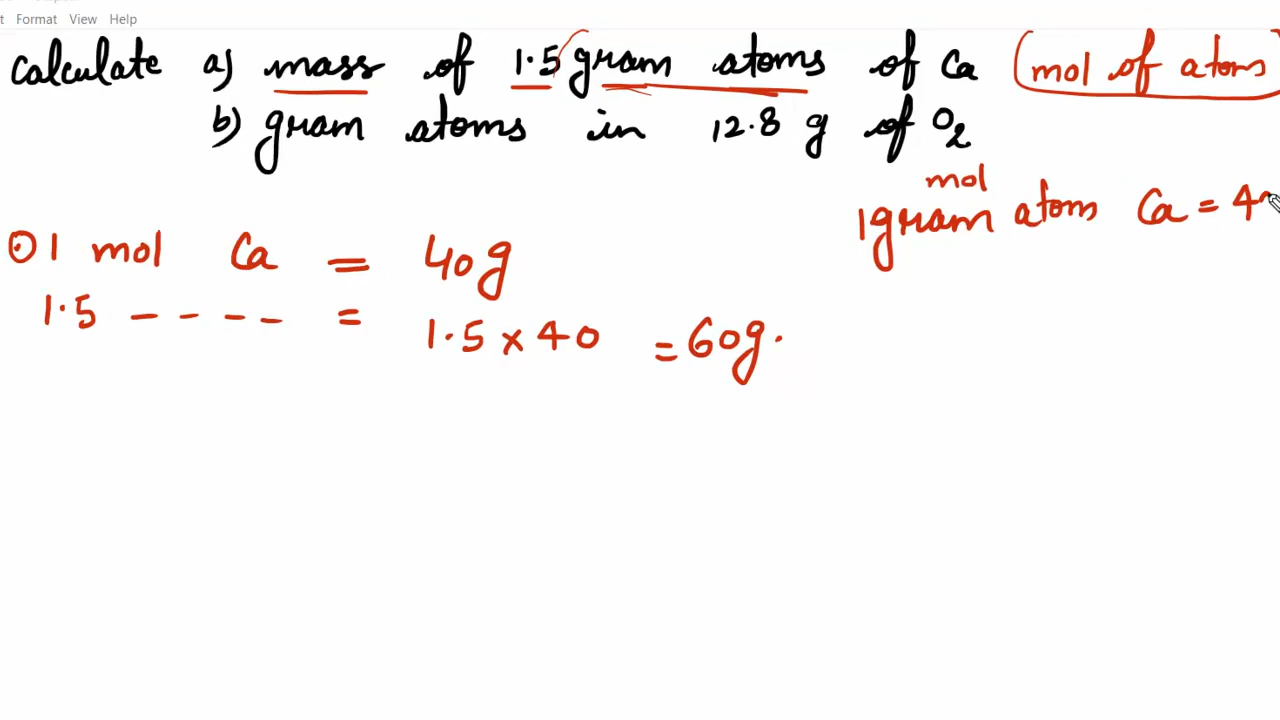 Format View Help
calculate a) mass of 1.5 gram atoms of Ca (mol of atoms)
b) gram atoms in 12.8 g of O2
mol
1gram atom Ca = 4
1 mol Ca = 40g
1.5 ---- = 1.5 x 40 = 60g.